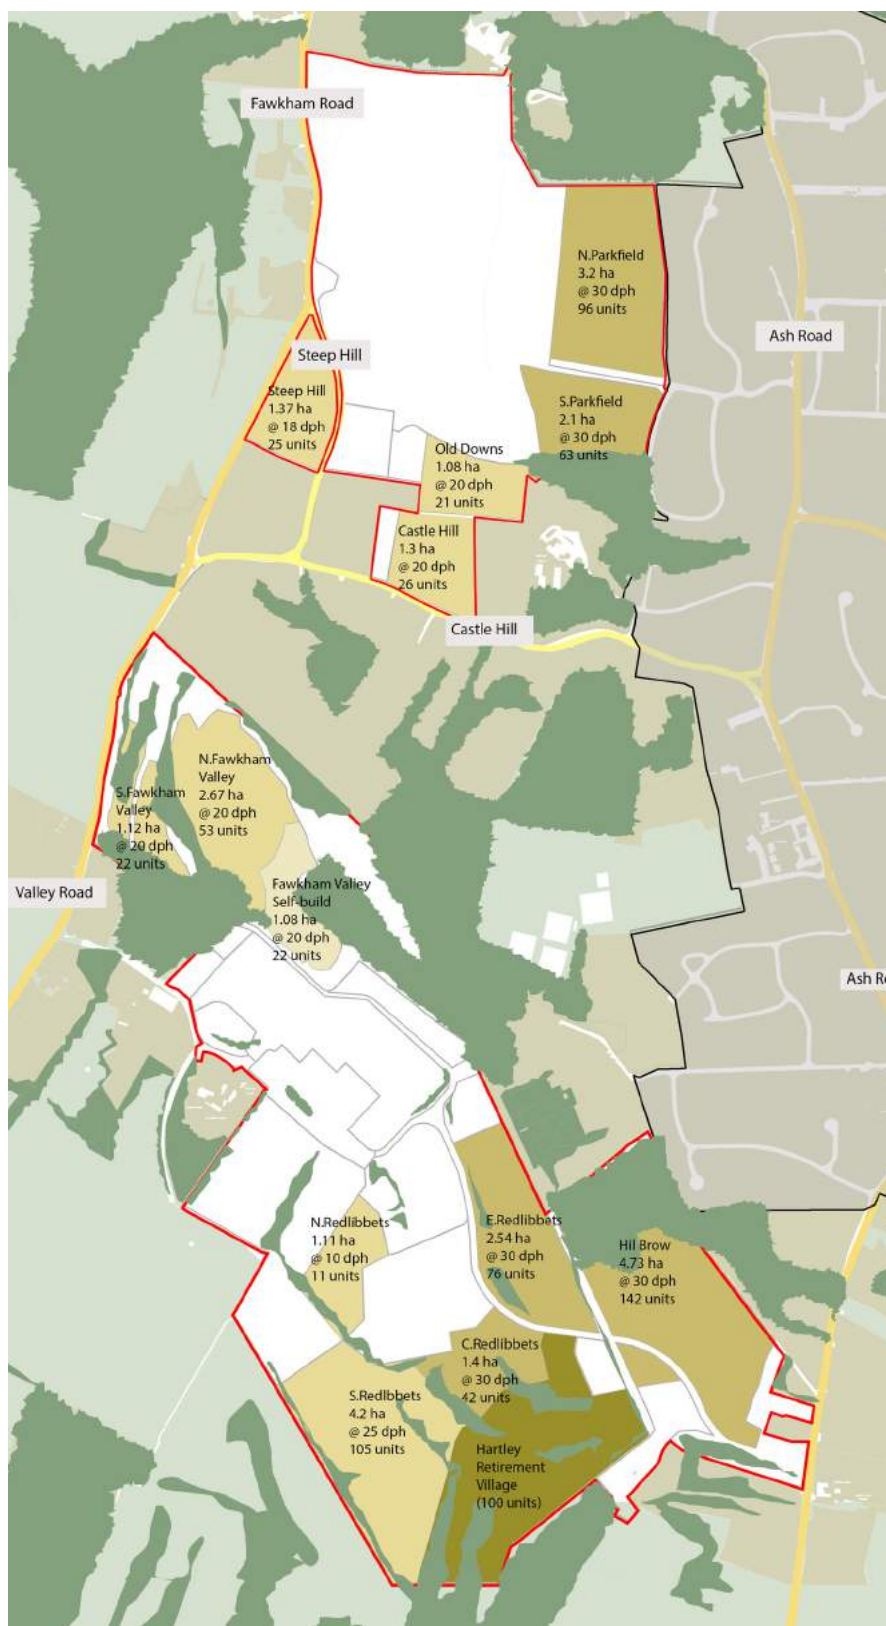 Fawkham Road
N.Parkfield
3.2 ha
@ 30 dph
96 units
Ash Road
Steep Hill
Steep Hill
1.37 ha
@ 18 dph
25 units
S.Parkfield
2.1 ha
@ 30 dph
63 units
Old Downs
1.08 ha
@ 20 dph
21 units
Castle Hill
1.3 ha
@ 20 dph
26 units
Castle Hill
N.Fawkham
Valley
2.67 ha
@ 20 dph
53 units
S.Fawkham
Valley
1.12 ha
@ 20 dph
22 units
Valley Road
Fawkham Valley
Self-build
1.08 ha
@ 20 dph
22 units
Ash R
N.Redlibbets
1.11 ha
@ 10 dph
11 units
E.Redlibbets
2.54 ha
@ 30 dph
76 units
Hil Brow
4.73 ha
@ 30 dph
142 units
C.Redlibbets
1.4 ha
@ 30 dph
42 units
S.Redlbbets
4.2 ha
@ 25 dph
105 units
Hartley
Retirement
Village
(100 units)